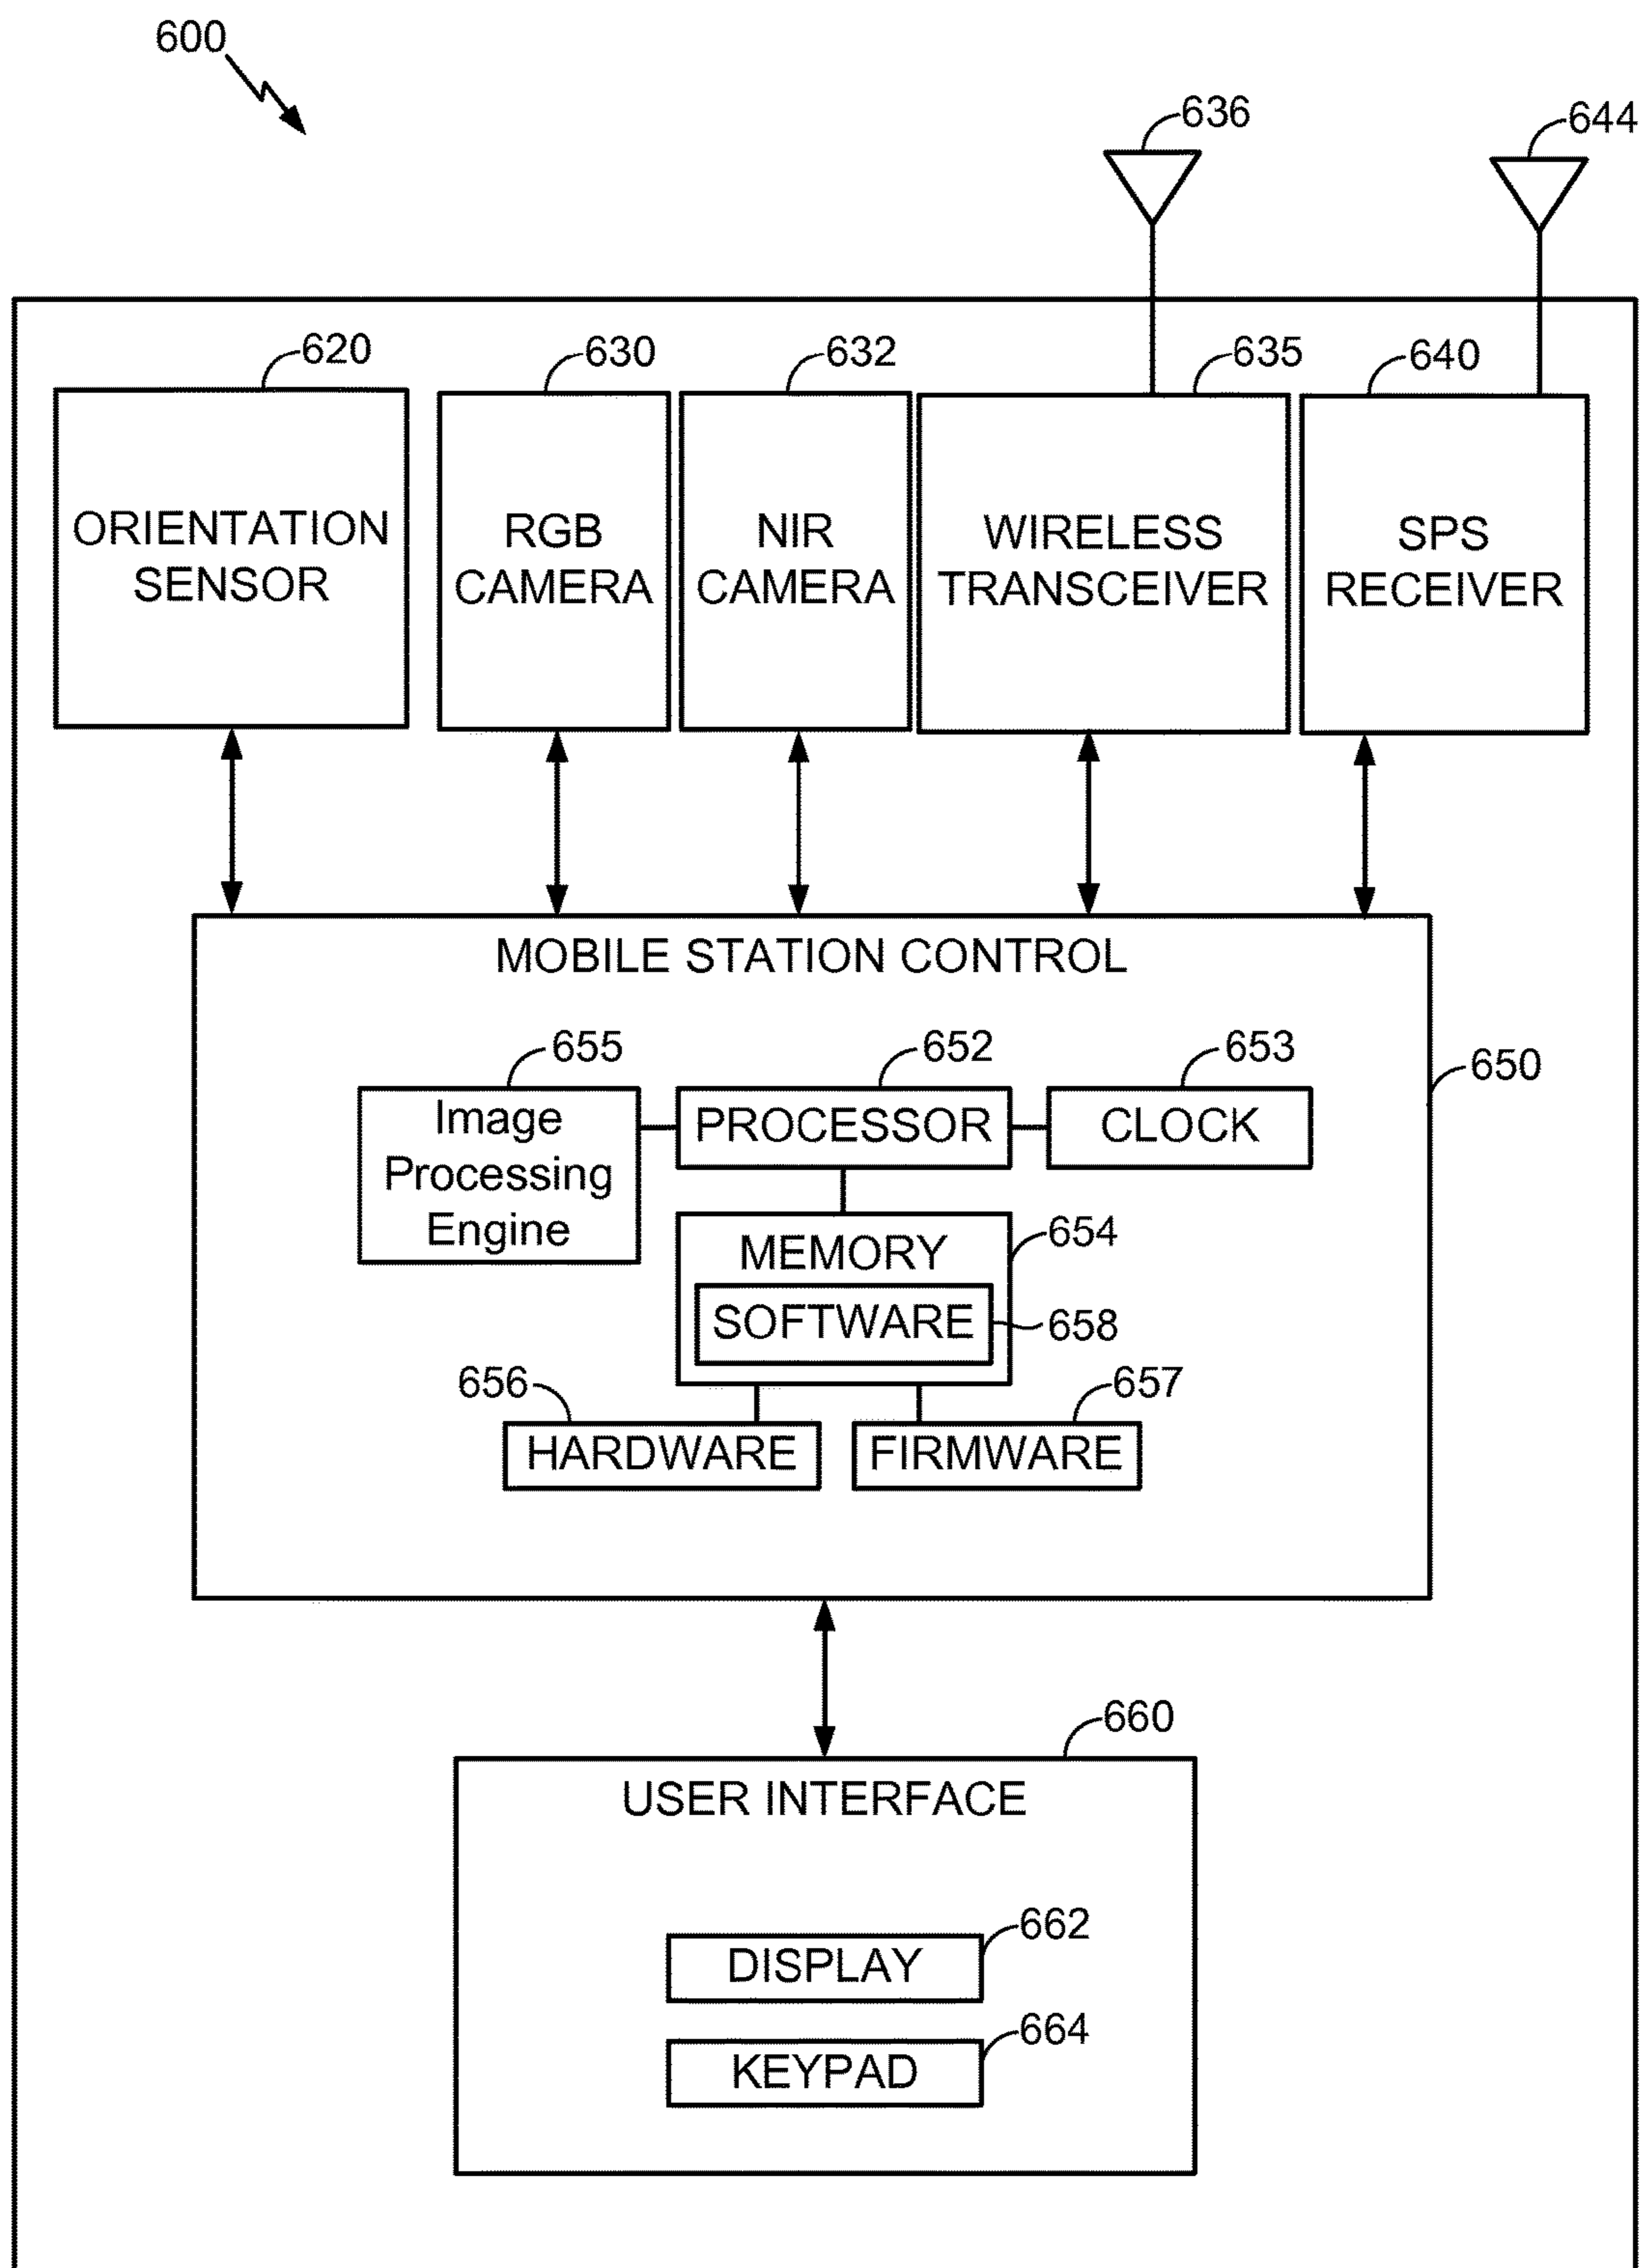 600
636
644
620
630
632
635
640
ORIENTATION
SENSOR
RGB
CAMERA
NIR
CAMERA
WIRELESS
TRANSCEIVER
SPS
RECEIVER
MOBILE STATION CONTROL
655
652
653
650
Image
Processing
Engine
PROCESSOR
CLOCK
MEMORY
654
SOFTWARE
658
656
657
HARDWARE
FIRMWARE
660
USER INTERFACE
662
DISPLAY
664
KEYPAD